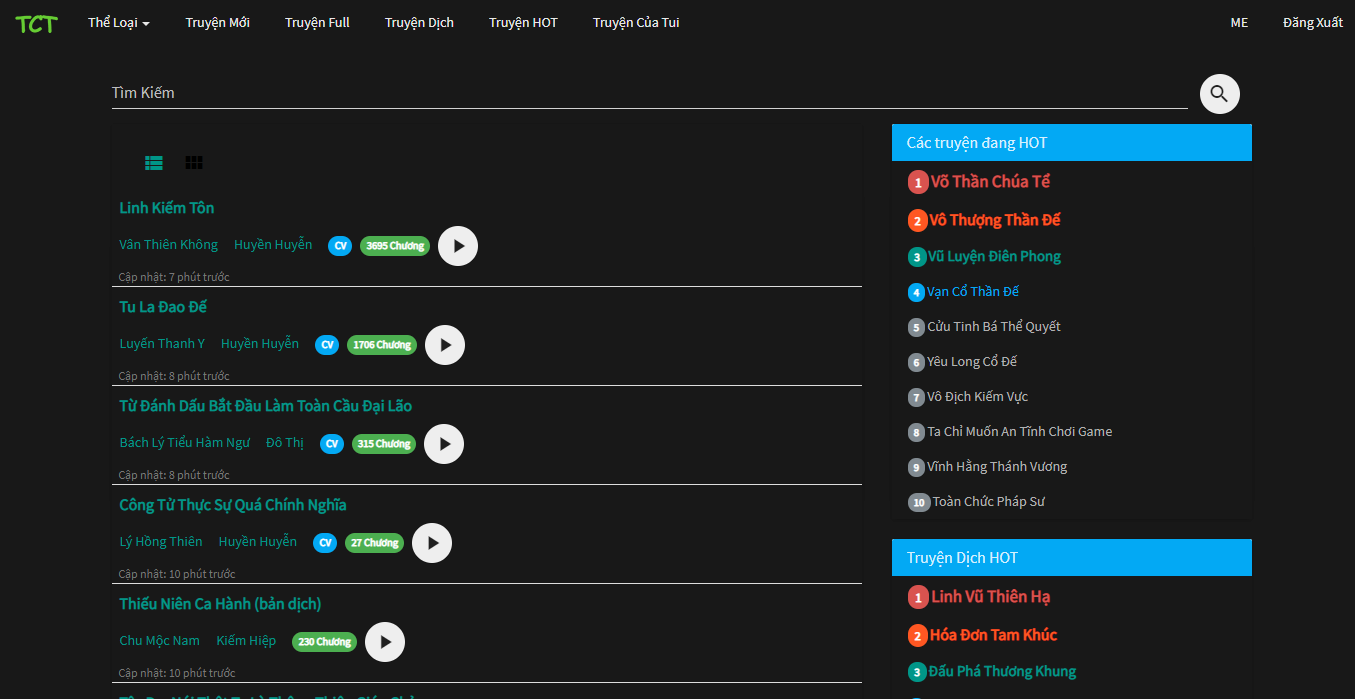 TCT Thể Loại Truyện Mới Truyện Full Truyện Dịch Truyện HOT Truyện Của Tui ME Đăng Xuất
Tìm Kiếm
Linh Kiếm Tôn
Vân Thiên Không Huyền Huyễn CV 3695 Chương
Cập nhật: 7 phút trước
Tu La Đao Đế
Luyến Thanh Y Huyền Huyễn CV 1706 Chương
Cập nhật: 8 phút trước
Từ Đánh Dấu Bắt Đầu Làm Toàn Cầu Đại Lão
Bách Lý Tiểu Hàm Ngư Đô Thị CV 315 Chương
Cập nhật: 8 phút trước
Công Tử Thực Sự Quá Chính Nghĩa
Lý Hồng Thiên Huyền Huyễn CV 27 Chương
Cập nhật: 10 phút trước
Thiếu Niên Ca Hành (bản dịch)
Chu Mộc Nam Kiếm Hiệp 230 Chương
Cập nhật: 10 phút trước
Các truyện đang HOT
1 Võ Thần Chúa Tể
2 Vô Thượng Thần Đế
3 Vũ Luyện Điên Phong
4 Vạn Cổ Thần Đế
5 Cửu Tinh Bá Thể Quyết
6 Yêu Long Cổ Đế
7 Vô Địch Kiếm Vực
8 Ta Chỉ Muốn An Tĩnh Chơi Game
9 Vĩnh Hằng Thánh Vương
10 Toàn Chức Pháp Sư
Truyện Dịch HOT
1 Linh Vũ Thiên Hạ
2 Hóa Đơn Tam Khúc
3 Đấu Phá Thương Khung